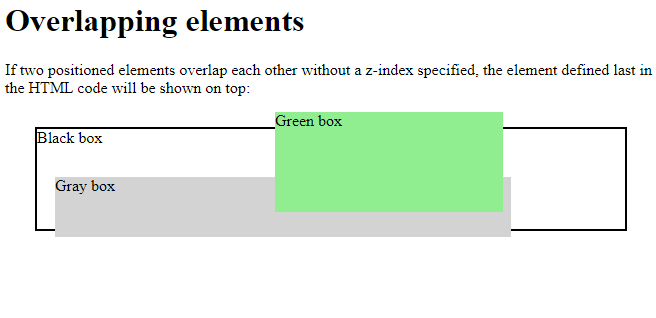 Overlapping elements
If two positioned elements overlap each other without a z-index specified, the element defined last in
the HTML code will be shown on top:
Green box
Black box
Gray box